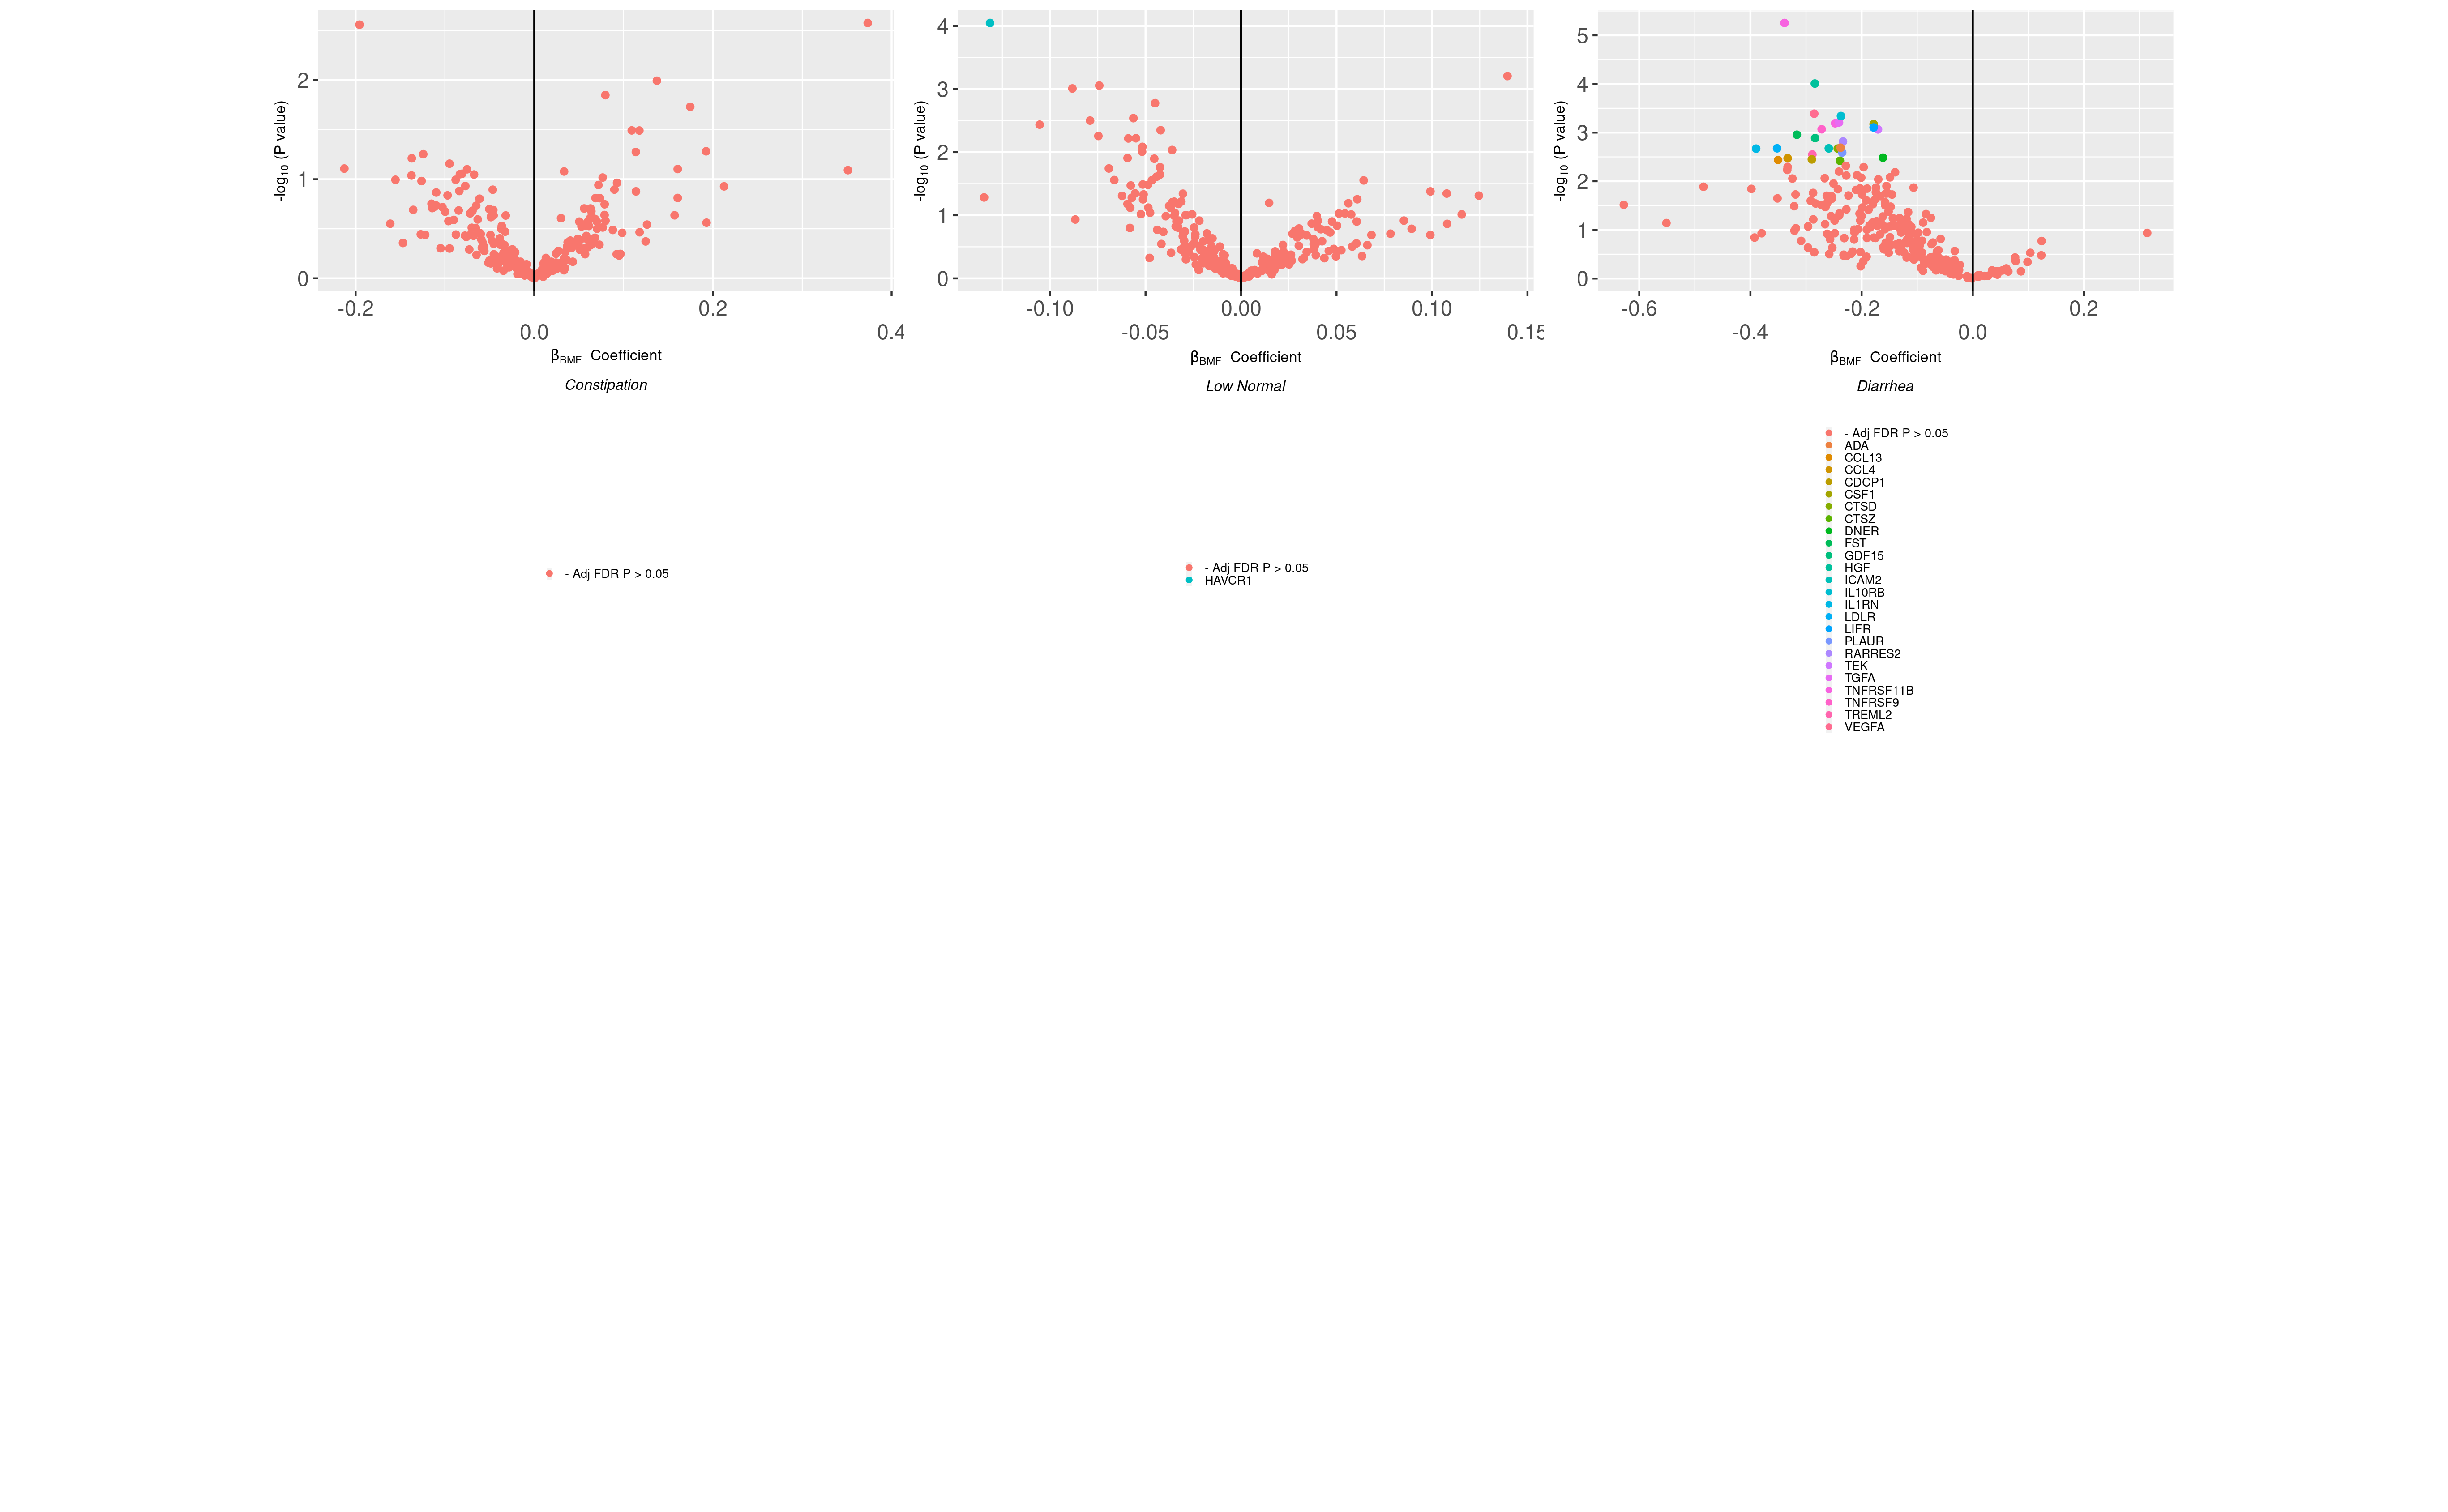 -log10 (P value)
2
1
0
-0.2
0.2
0.0
0.4
βBMF Coefficient
Constipation
- Adj FDR P > 0.05
-log10 (P value)
4
3
2
1
0
-0.10
0.00
0.10
-0.05
0.05
0.15
βBMF Coefficient
Low Normal
- Adj FDR P > 0.05
HAVCR1
-log10 (P value)
5
4
3
2
1
0
-0.6
-0.2
0.2
-0.4
0.0
βBMF Coefficient
Diarrhea
- Adj FDR P > 0.05
ADA
CCL13
CCL4
CDCP1
CSF1
CTSD
CTSZ
DNER
FST
GDF15
HGF
ICAM2
IL10RB
IL1RN
LDLR
LIFR
PLAUR
RARRES2
TEK
TGFA
TNFRSF11B
TNFRSF9
TREML2
VEGFA